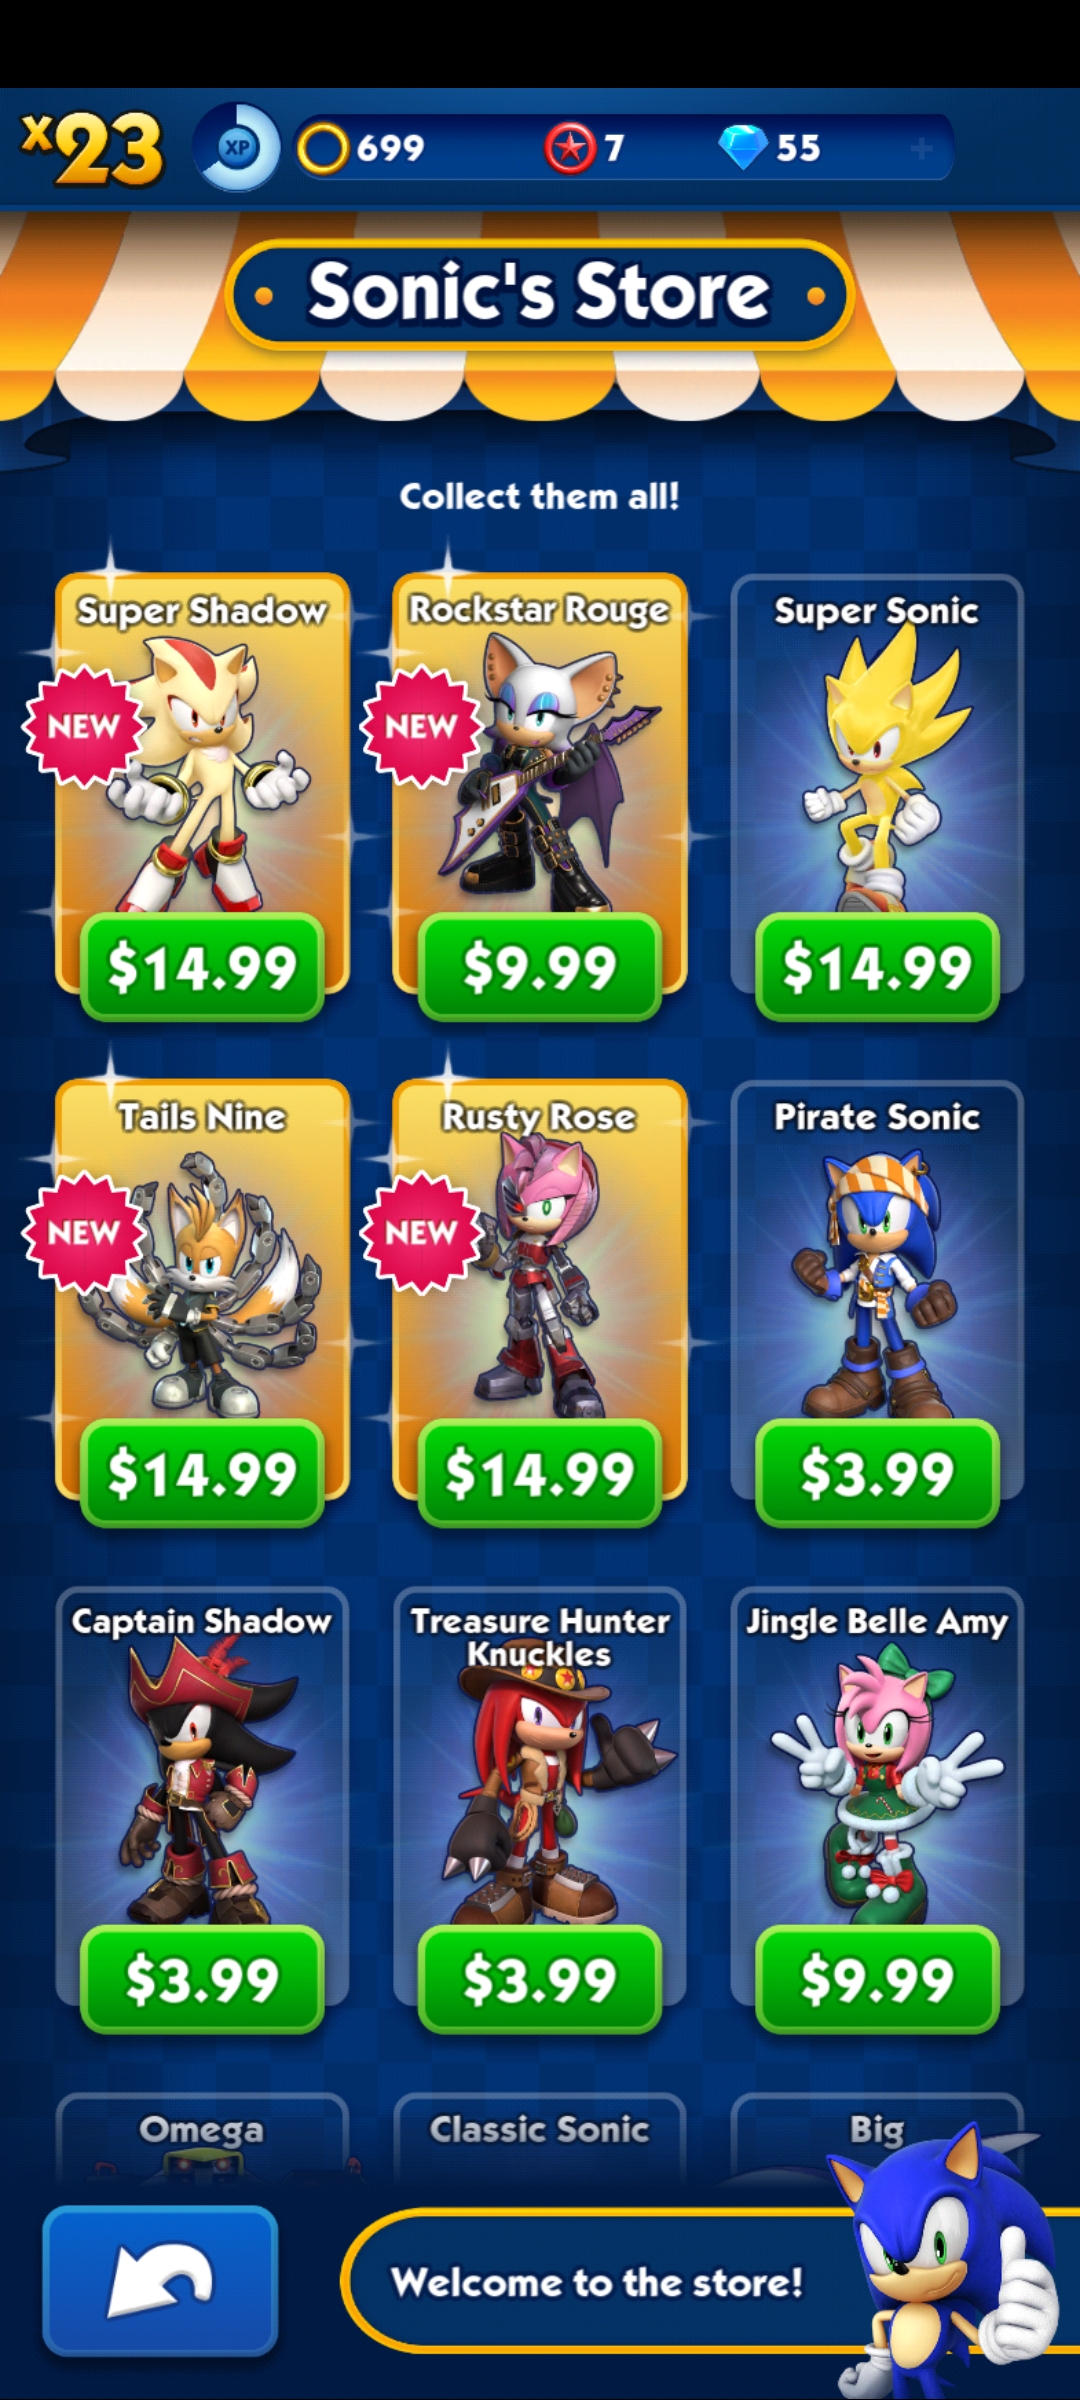 x23
XP
699
7
55
Sonic's Store
Collect them all!
Super Shadow
Rockstar Rouge
Super Sonic
NEW
NEW
$14.99
$9.99
$14.99
Tails Nine
Rusty Rose
Pirate Sonic
NEW
NEW
$14.99
$14.99
$3.99
Captain Shadow
Treasure Hunter
Knuckles
Jingle Belle Amy
$3.99
$3.99
$9.99
Omega
Classic Sonic
Big
Welcome to the store!